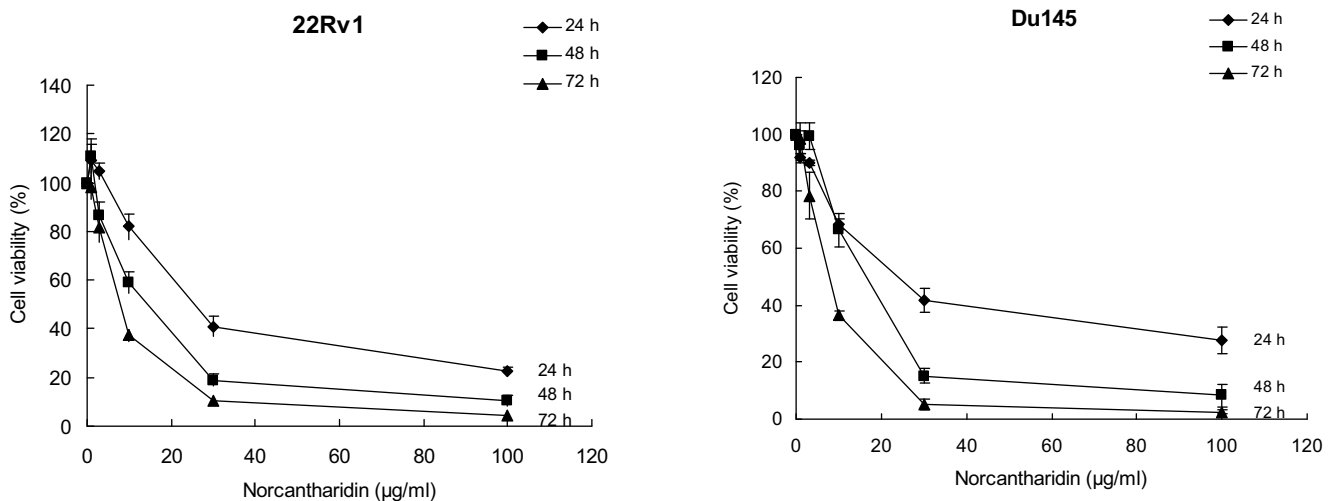 22Rv1
24 h
48 h
72 h
Cell viability (%)
140
120
100
80
60
40
20
0
24 h
48 h
72 h
0 20 40 60 80 100 120
Norcantharidin (µg/ml)
Du145
24 h
48 h
72 h
Cell viability (%)
120
100
80
60
40
20
0
24 h
48 h
72 h
0 20 40 60 80 100 120
Norcantharidin (µg/ml)